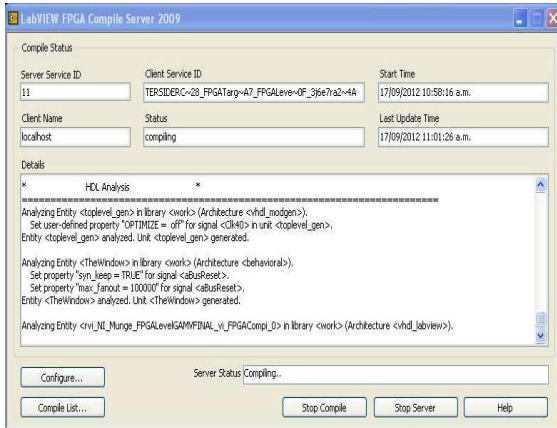 LabVIEW FPGA Compile Server 2009
Compile Status
Server Service ID
Client Service ID
Start Time
11
TERSIDERC~28_FPGATarg~A7_FPGALeve~0F_3j6e7ra2~4A
17/09/2012 10:58:16 a.m.
Client Name
Status
Last Update Time
localhost
compiling
17/09/2012 11:01:26 a.m.
Details
* HDL Analysis *
=========================================================================
Analyzing Entity <toplevel_gen> in library <work> (Architecture <vhdl_modgen>).
Set user-defined property "OPTIMIZE = off" for signal <Clk40> in unit <toplevel_gen>.
Entity <toplevel_gen> analyzed. Unit <toplevel_gen> generated.
Analyzing Entity <TheWindow> in library <work> (Architecture <behavioral>).
Set property "syn_keep = TRUE" for signal <aBusReset>.
Set property "max_fanout = 100000" for signal <aBusReset>.
Entity <TheWindow> analyzed. Unit <TheWindow> generated.
Analyzing Entity <rvi_NI_Munge_FPGALevelGAMVFINAL_vi_FPGACompi_0> in library <work> (Architecture <vhdl_labview>).
Configure...
Server Status Compiling..
Compile List...
Stop Compile
Stop Server
Help